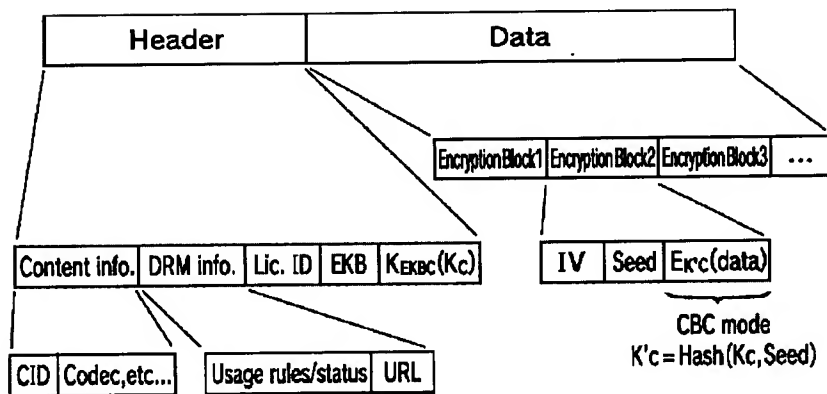 Header Data
Encryption Block1 Encryption Block2 Encryption Block3 ...
Content info. DRM info. Lic. ID EKB KEKBC(Kc)
IV Seed EK'c(data)
CBC mode
K'c = Hash(Kc, Seed)
CID Codec,etc... Usage rules/status URL